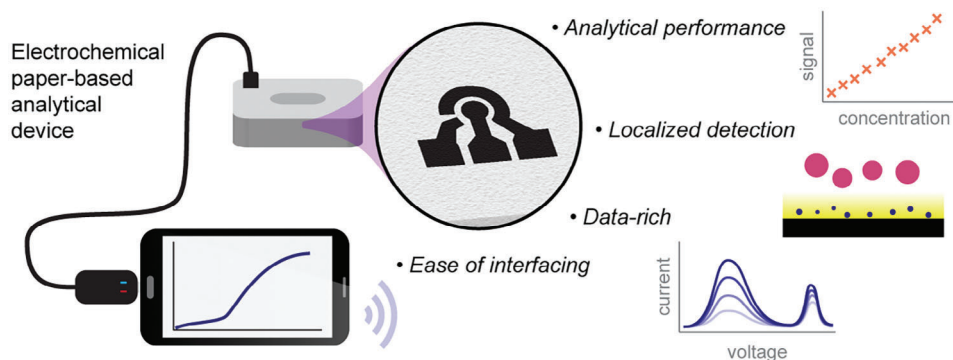 Electrochemical
paper-based
analytical
device
• Analytical performance
signal
concentration
• Localized detection
• Data-rich
• Ease of interfacing
current
voltage